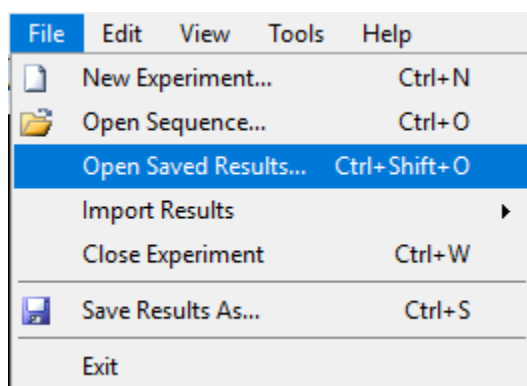 File Edit View Tools Help
New Experiment... Ctrl+N
Open Sequence... Ctrl+O
Open Saved Results... Ctrl+Shift+O
Import Results
Close Experiment Ctrl+W
Save Results As... Ctrl+S
Exit